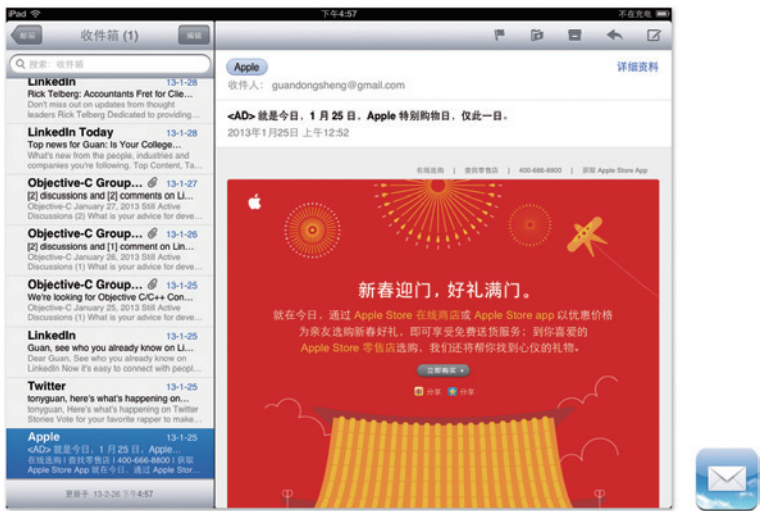 iPad
下午4:57
不在充电
邮箱
收件箱 (1)
编辑
搜索：收件箱
LinkedIn 13-1-28
Rick Telberg: Accountants Fret for Clie...
Don't miss out on updates from thought
leaders Rick Telberg Dedicated to providing...
LinkedIn Today 13-1-28
Top news for Guan: Is Your College...
What's new from the people, industries and
companies you're following. Top Content, Ta...
Objective-C Group... 13-1-27
[2] discussions and [2] comments on Li...
Objective-C January 27, 2013 Still Active
Discussions (2) What is your advice for deve...
Objective-C Group... 13-1-26
[2] discussions and [1] comment on Lin...
Objective-C January 26, 2013 Still Active
Discussions (1) What is your advice for deve...
Objective-C Group... 13-1-25
We're looking for Objective C/C++ Con...
Objective-C January 25, 2013 Still Active
Discussions (1) What is your advice for deve...
LinkedIn 13-1-25
Guan, see who you already know on Li...
Dear Guan, See who you already know on
LinkedIn Now it's easy to connect with peopl...
Twitter 13-1-25
tonyguan, here's what's happening on...
tonyguan, Here's what's happening on Twitter
Stories Vote for your favorite rapper to make...
Apple 13-1-25
<AD> 就是今日，1 月 25 日，Apple...
在线选购 I 查找零售店 I 400-666-8800 I 获取
Apple Store App 就在今日，通过 Apple Stor...
更新于 13-2-26 下午4:57
Apple
详细资料
收件人： guandongsheng@gmail.com
<AD> 就是今日，1 月 25 日，Apple 特别购物日，仅此一日。
2013年1月25日 上午12:52
在线选购 | 查找零售店 | 400-666-8800 | 获取 Apple Store App
新春迎门，好礼满门。
就在今日，通过 Apple Store 在线商店或 Apple Store app 以优惠价格
为亲友选购新春好礼，即可享受免费送货服务；到你喜爱的
Apple Store 零售店选购，我们还将帮你找到心仪的礼物。
立即购买
分享 分享